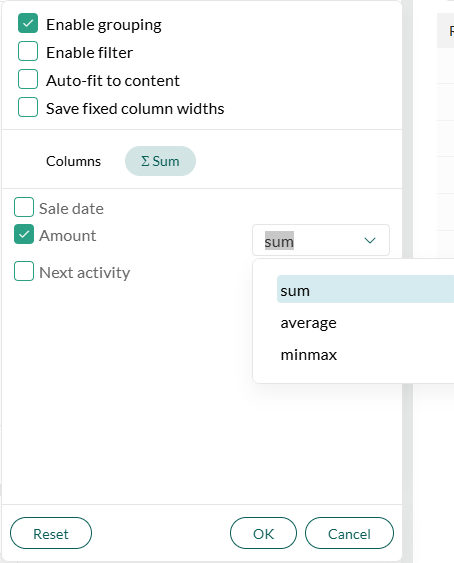 Enable grouping
Enable filter
Auto-fit to content
Save fixed column widths
Columns
Σ Sum
Sale date
Amount
sum
Next activity
sum
average
minmax
Reset
OK
Cancel